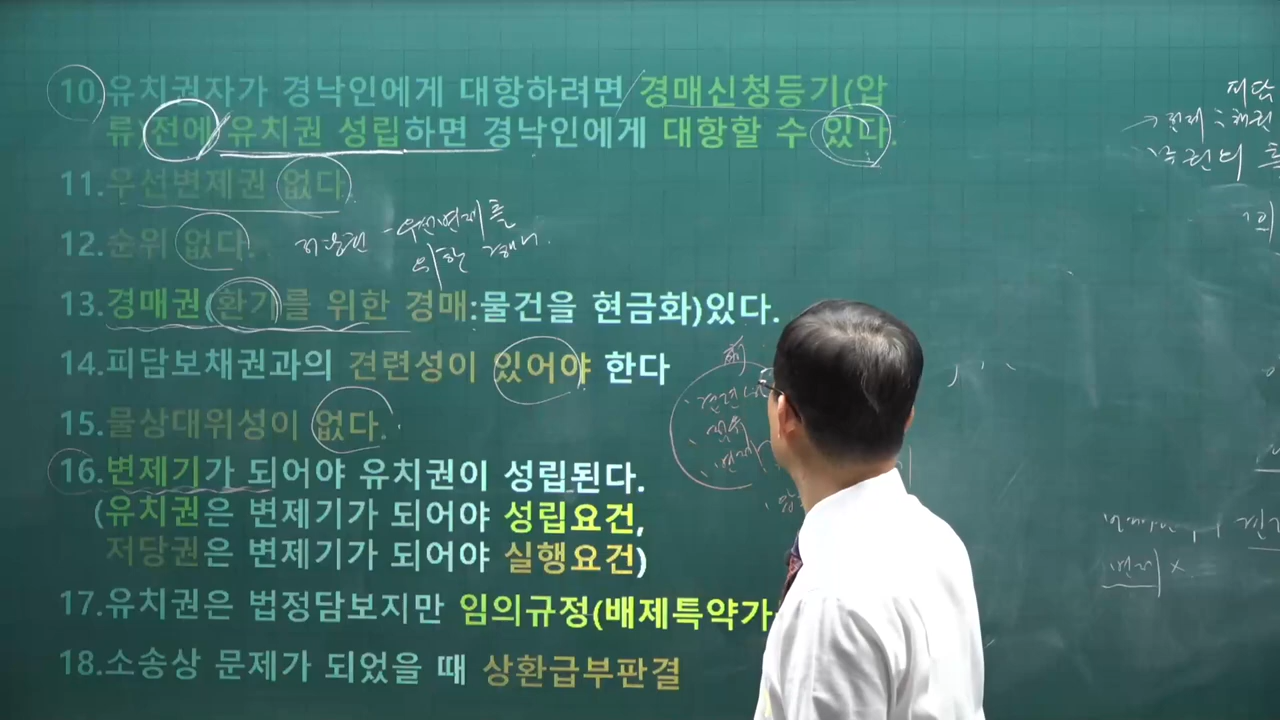 10.유치권자가 경낙인에게 대항하려면 경매신청등기(압
류)전에 유치권 성립하면 경낙인에게 대항할 수 있다.
11.우선변제권 없다.
12.순위 없다.
저당권 - 우선변제를
위한 경매
13.경매권(환가를 위한 경매:물건을 현금화)있다.
14.피담보채권과의 견련성이 있어야 한다
15.물상대위성이 없다.
16.변제기가 되어야 유치권이 성립된다.
(유치권은 변제기가 되어야 성립요건,
저당권은 변제기가 되어야 실행요건)
17.유치권은 법정담보지만 임의규정(배제특약가
18.소송상 문제가 되었을 때 상환급부판결
前
피담
채권
변제 ×